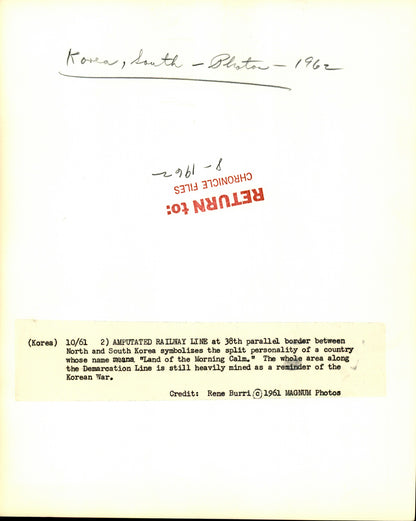 Korea, South - Photos - 1962
8 - 1962
RETURN to:
CHRONICLE FILES
(Korea) 10/61 2) AMPUTATED RAILWAY LINE at 38th parallel border between
North and South Korea symbolizes the split personality of a country
whose name means "Land of the Morning Calm." The whole area along
the Demarcation Line is still heavily mined as a reminder of the
Korean War.
Credit: Rene Burri © 1961 MAGNUM Photos